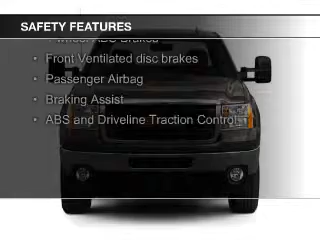 SAFETY FEATURES
• Front Ventilated disc brakes
• Passenger Airbag
• Braking Assist
• ABS and Driveline Traction Control